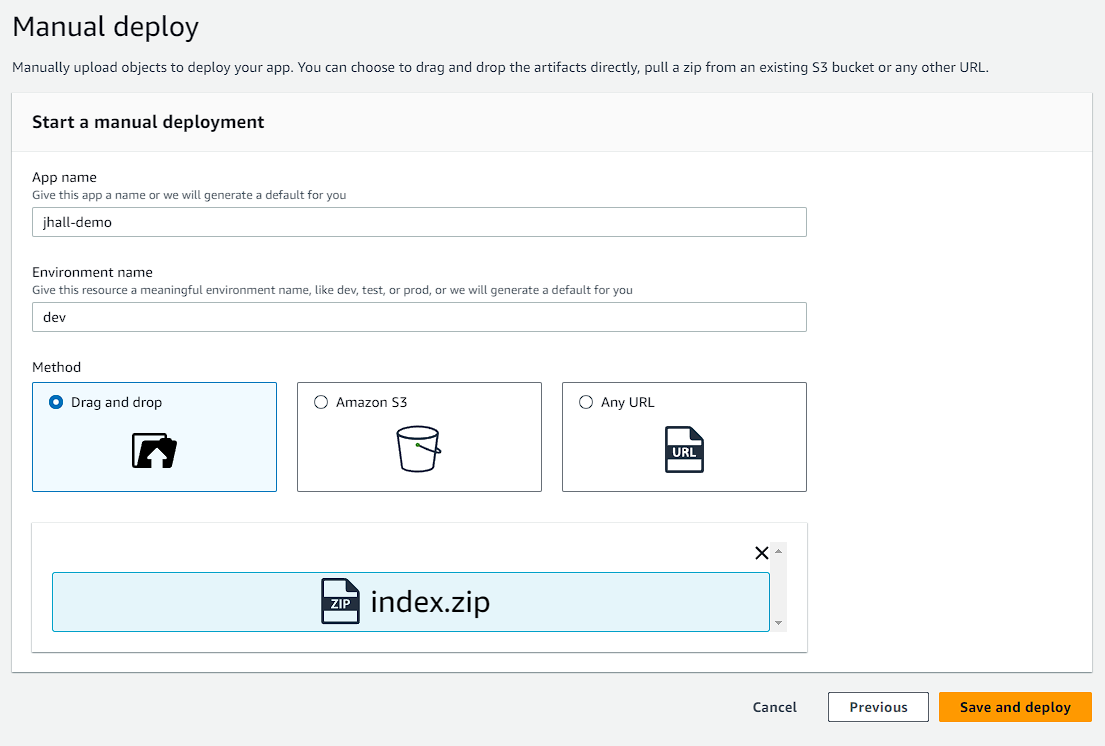 Manual deploy
Manually upload objects to deploy your app. You can choose to drag and drop the artifacts directly, pull a zip from an existing S3 bucket or any other URL.
Start a manual deployment
App name
Give this app a name or we will generate a default for you
jhall-demo
Environment name
Give this resource a meaningful environment name, like dev, test, or prod, or we will generate a default for you
dev
Method
Drag and drop
Amazon S3
Any URL
URL
ZIP index.zip
Cancel
Previous
Save and deploy